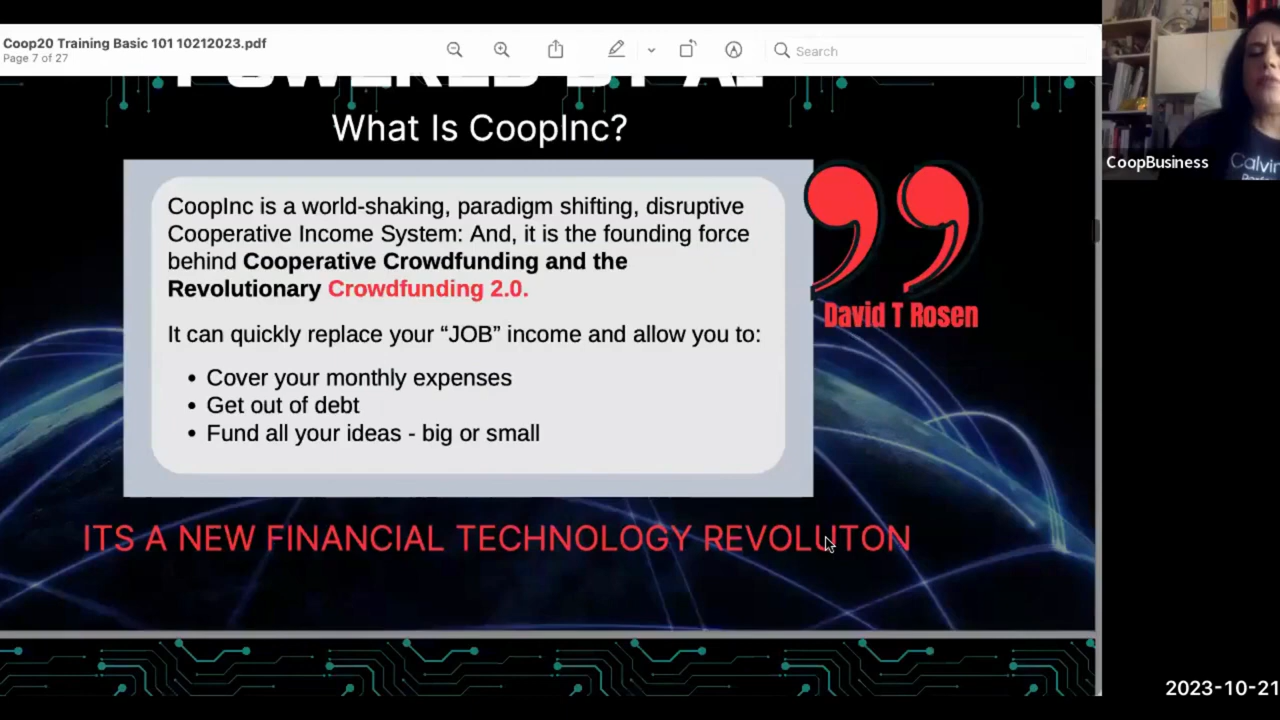 Coop20 Training Basic 101 10212023.pdf
Page 7 of 27
Search
POWERED BY AI
What Is CoopInc?
CoopInc is a world-shaking, paradigm shifting, disruptive
Cooperative Income System: And, it is the founding force
behind Cooperative Crowdfunding and the
Revolutionary Crowdfunding 2.0.
It can quickly replace your “JOB” income and allow you to:
• Cover your monthly expenses
• Get out of debt
• Fund all your ideas - big or small
David T Rosen
ITS A NEW FINANCIAL TECHNOLOGY REVOLUTON
CoopBusiness
Calvin
2023-10-21